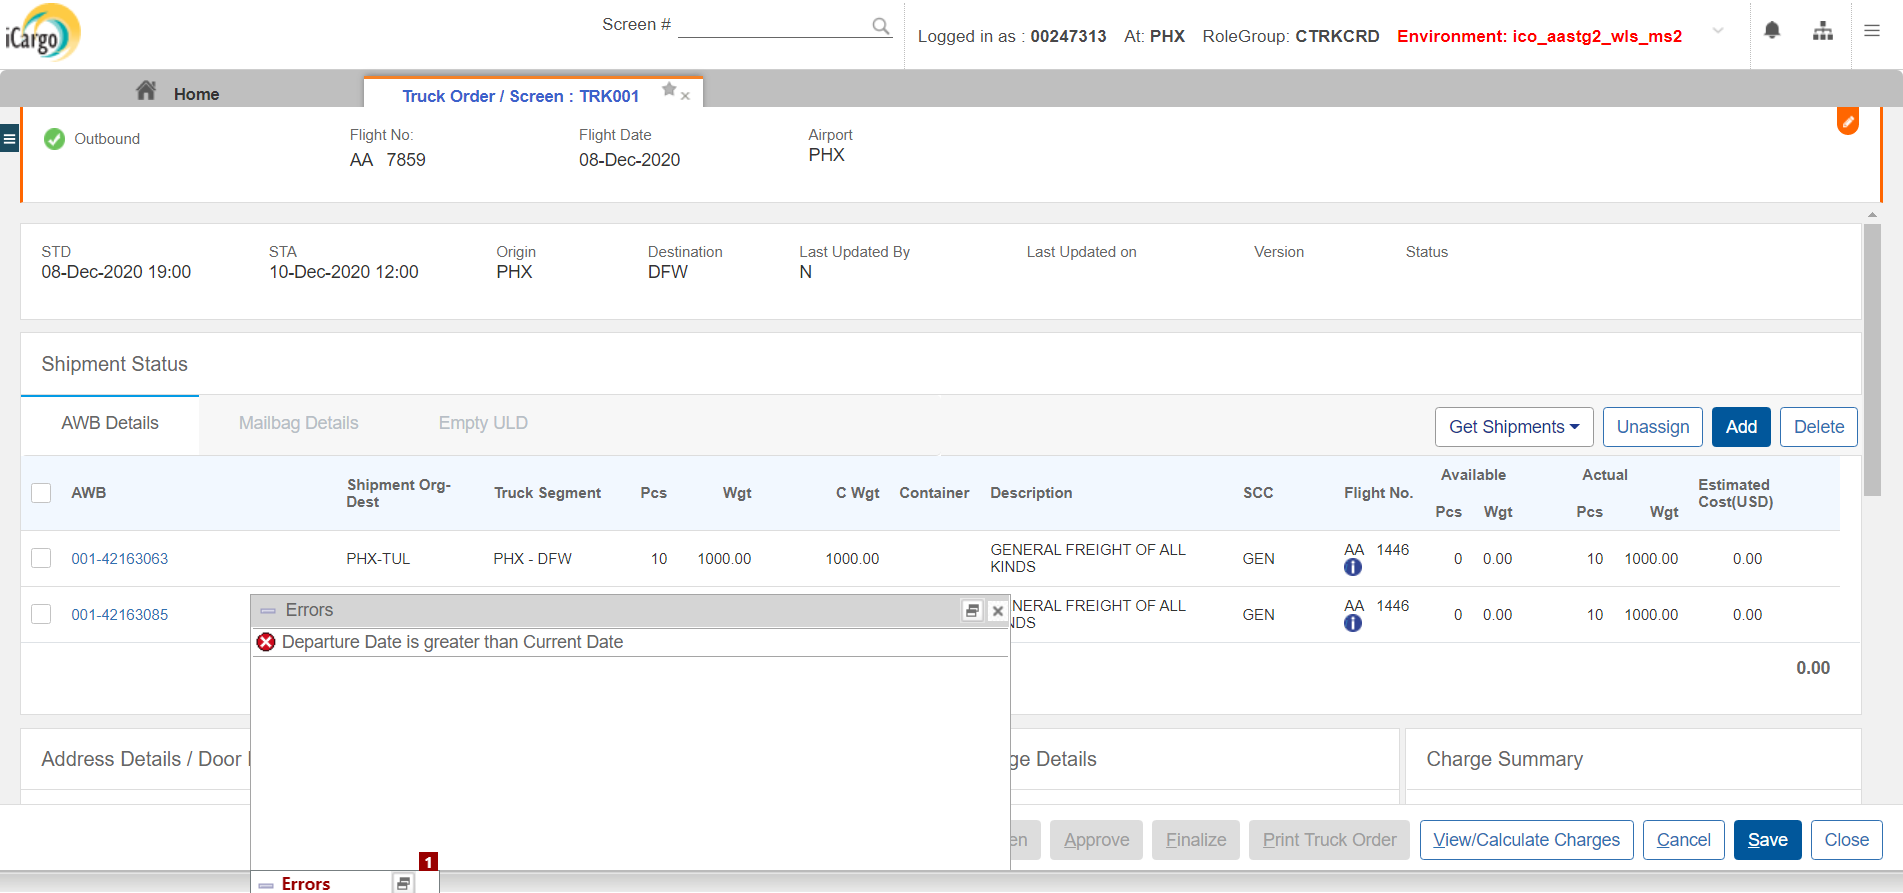 iCargo
Screen #
Logged in as : 00247313 At: PHX RoleGroup: CTRKCRD Environment: ico_aastg2_wls_ms2
Home
Truck Order / Screen : TRK001
Outbound
Flight No:
AA 7859
Flight Date
08-Dec-2020
Airport
PHX
STD
08-Dec-2020 19:00
STA
10-Dec-2020 12:00
Origin
PHX
Destination
DFW
Last Updated By
N
Last Updated on
Version
Status
Shipment Status
AWB Details
Mailbag Details
Empty ULD
Get Shipments
Unassign
Add
Delete
AWB
Shipment Org-
Dest
Truck Segment
Pcs
Wgt
C Wgt
Container
Description
SCC
Flight No.
Available
Pcs Wgt
Actual
Pcs Wgt
Estimated
Cost(USD)
001-42163063 PHX-TUL PHX - DFW 10 1000.00 1000.00 GENERAL FREIGHT OF ALL
KINDS GEN AA 1446 0 0.00 10 1000.00 0.00
001-42163085 NERAL FREIGHT OF ALL
NDS GEN AA 1446 0 0.00 10 1000.00 0.00
0.00
Errors
Departure Date is greater than Current Date
Address Details / Door
ge Details
Charge Summary
en
Approve
Finalize
Print Truck Order
View/Calculate Charges
Cancel
Save
Close
1
Errors